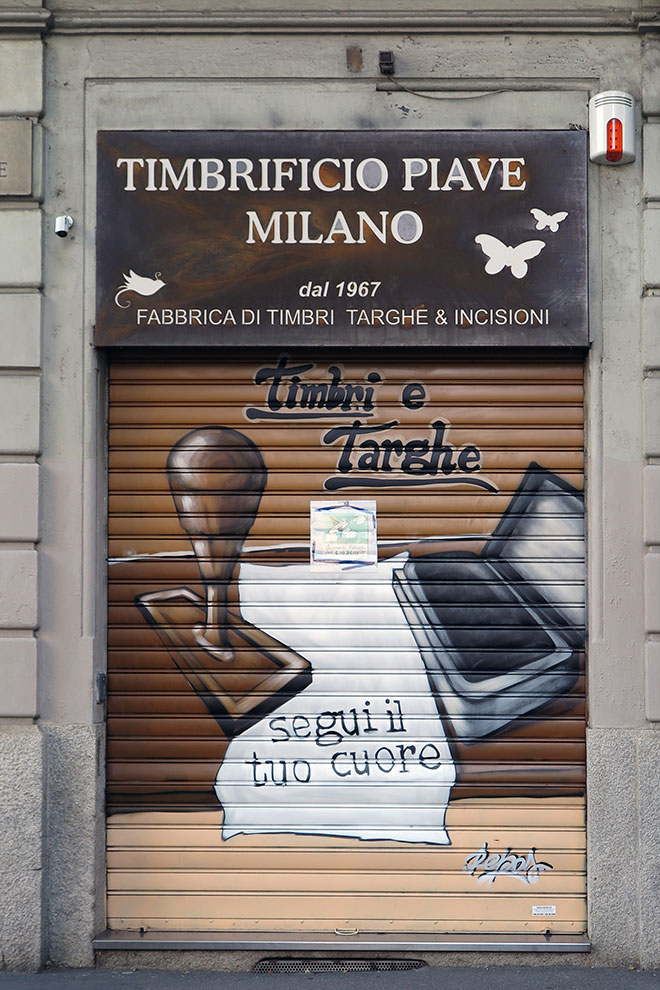 TIMBRIFICIO PIAVE
MILANO
dal 1967
FABBRICA DI TIMBRI TARGHE & INCISIONI
Timbri e
Targhe
segui il
tuo cuore